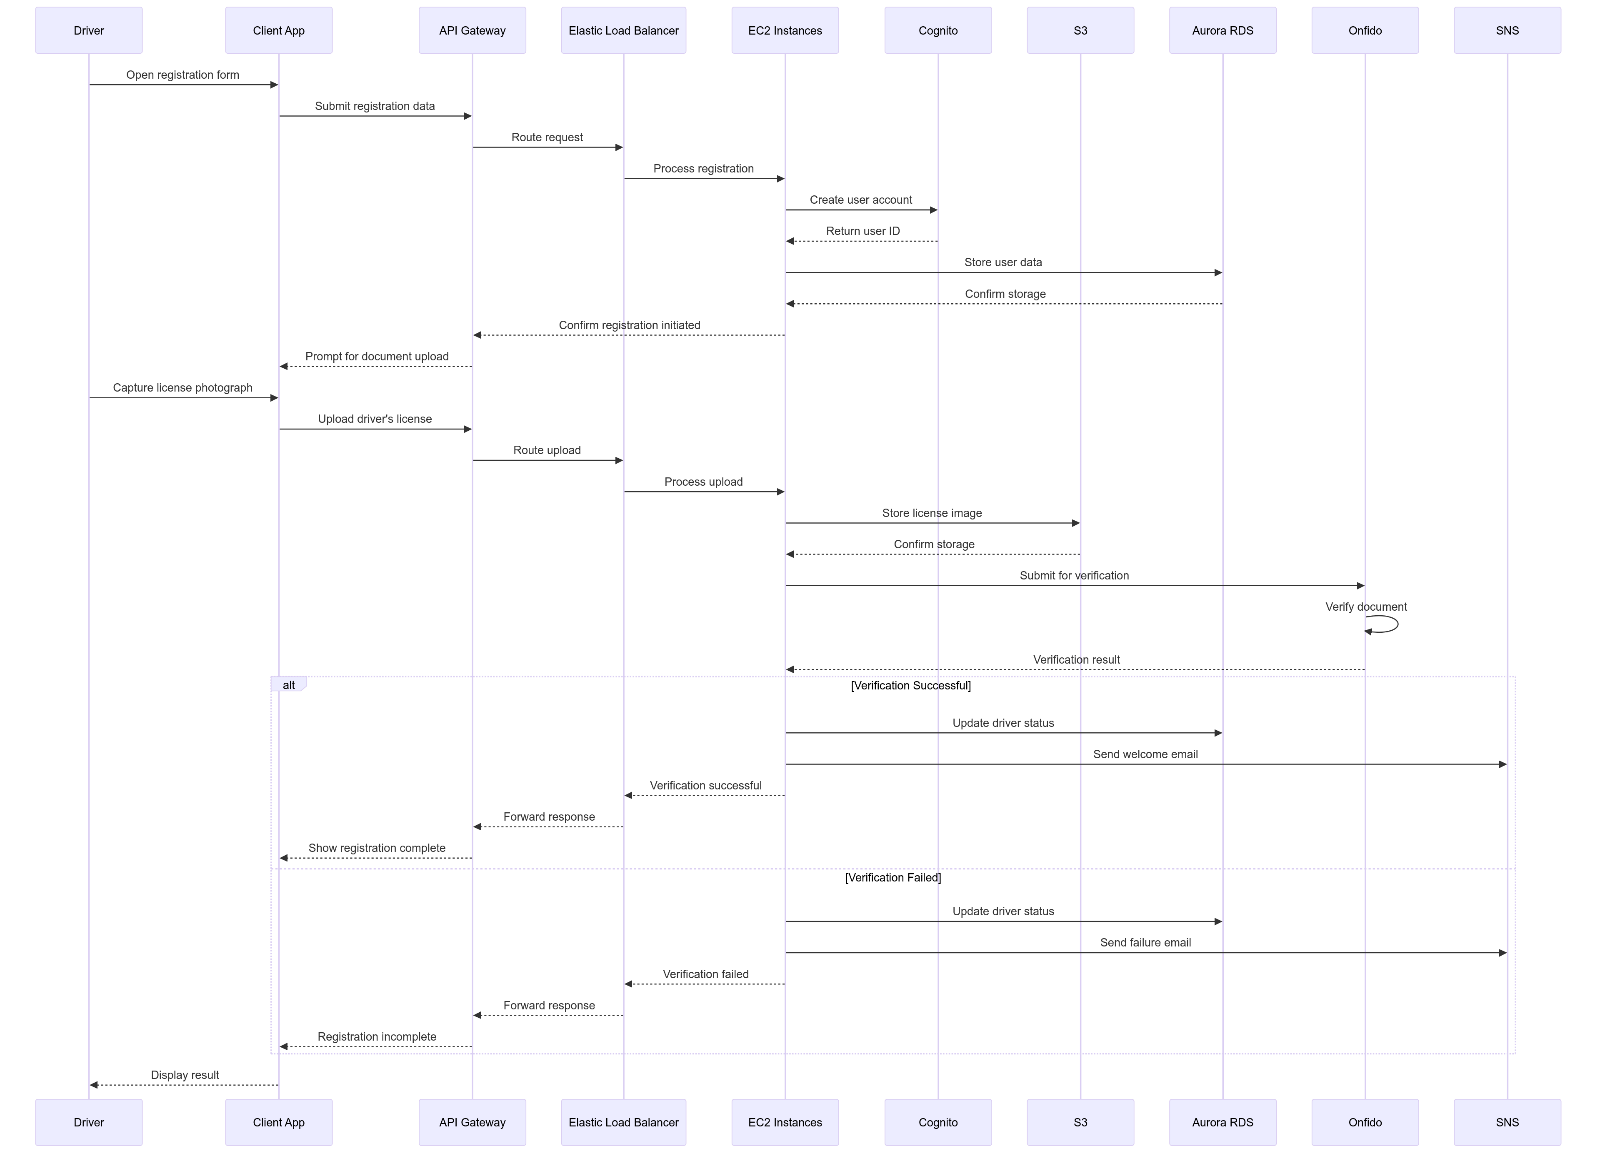 Driver
Client App
API Gateway
Elastic Load Balancer
EC2 Instances
Cognito
S3
Aurora RDS
Onfido
SNS
Open registration form
Submit registration data
Route request
Process registration
Create user account
Return user ID
Store user data
Confirm storage
Confirm registration initiated
Prompt for document upload
Capture license photograph
Upload driver's license
Route upload
Process upload
Store license image
Confirm storage
Submit for verification
Verify document
Verification result
alt
[Verification Successful]
Update driver status
Send welcome email
Verification successful
Forward response
Show registration complete
[Verification Failed]
Update driver status
Send failure email
Verification failed
Forward response
Registration incomplete
Display result
Driver
Client App
API Gateway
Elastic Load Balancer
EC2 Instances
Cognito
S3
Aurora RDS
Onfido
SNS